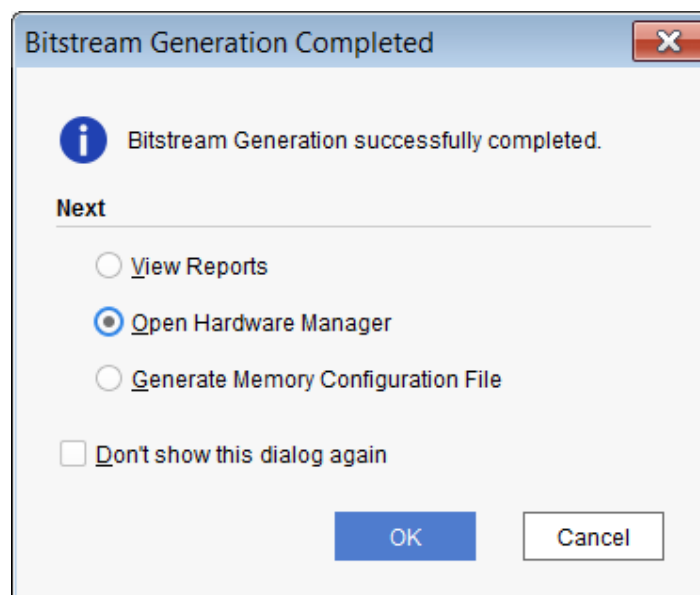 Bitstream Generation Completed
Bitstream Generation successfully completed.
Next
View Reports
Open Hardware Manager
Generate Memory Configuration File
Don't show this dialog again
OK
Cancel